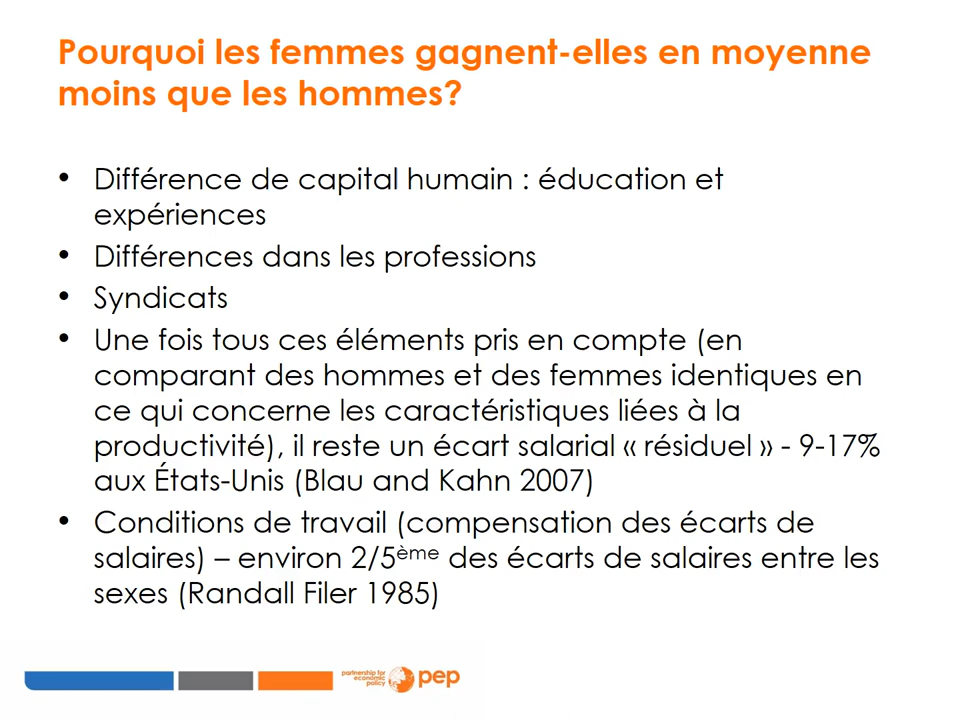 Pourquoi les femmes gagnent-elles en moyenne
moins que les hommes?
• Différence de capital humain : éducation et
expériences
• Différences dans les professions
• Syndicats
• Une fois tous ces éléments pris en compte (en
comparant des hommes et des femmes identiques en
ce qui concerne les caractéristiques liées à la
productivité), il reste un écart salarial « résiduel » - 9-17%
aux États-Unis (Blau and Kahn 2007)
• Conditions de travail (compensation des écarts de
salaires) – environ 2/5ème des écarts de salaires entre les
sexes (Randall Filer 1985)
partnership for
economic
policy
pep